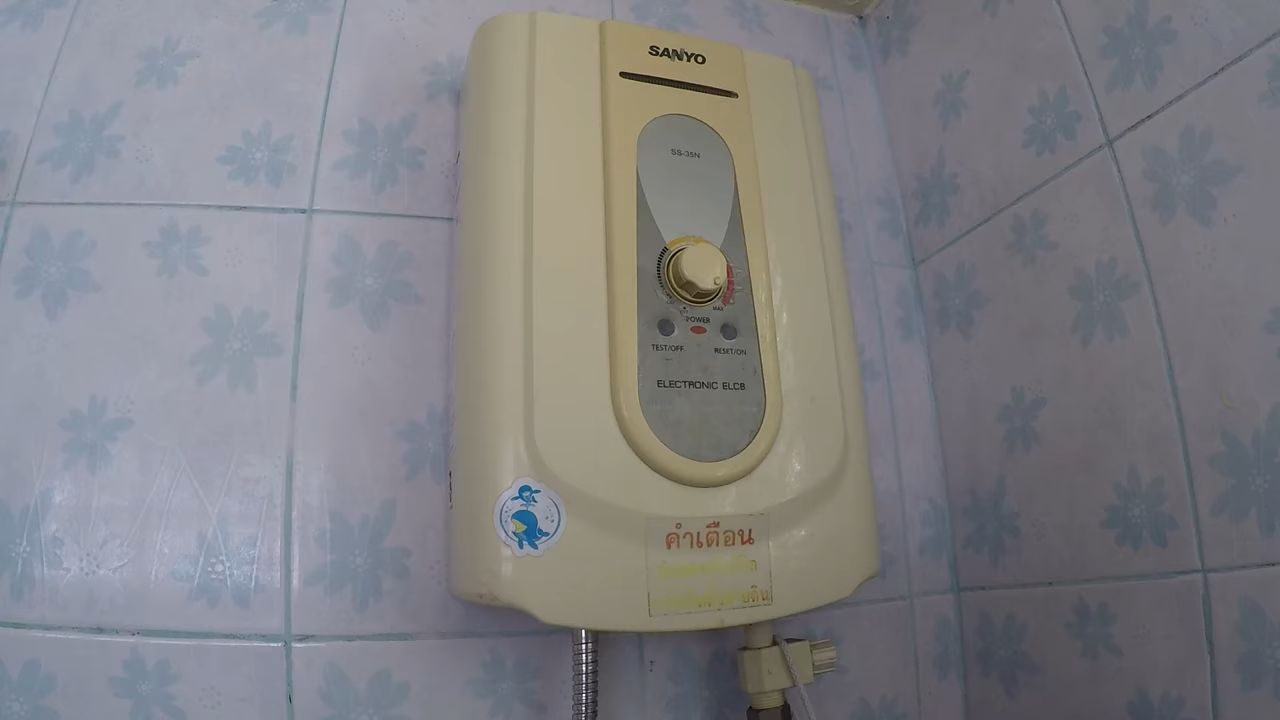 SANYO
SS-35N
MAX
POWER
TEST/OFF RESET/ON
ELECTRONIC ELCB
คำเตือน